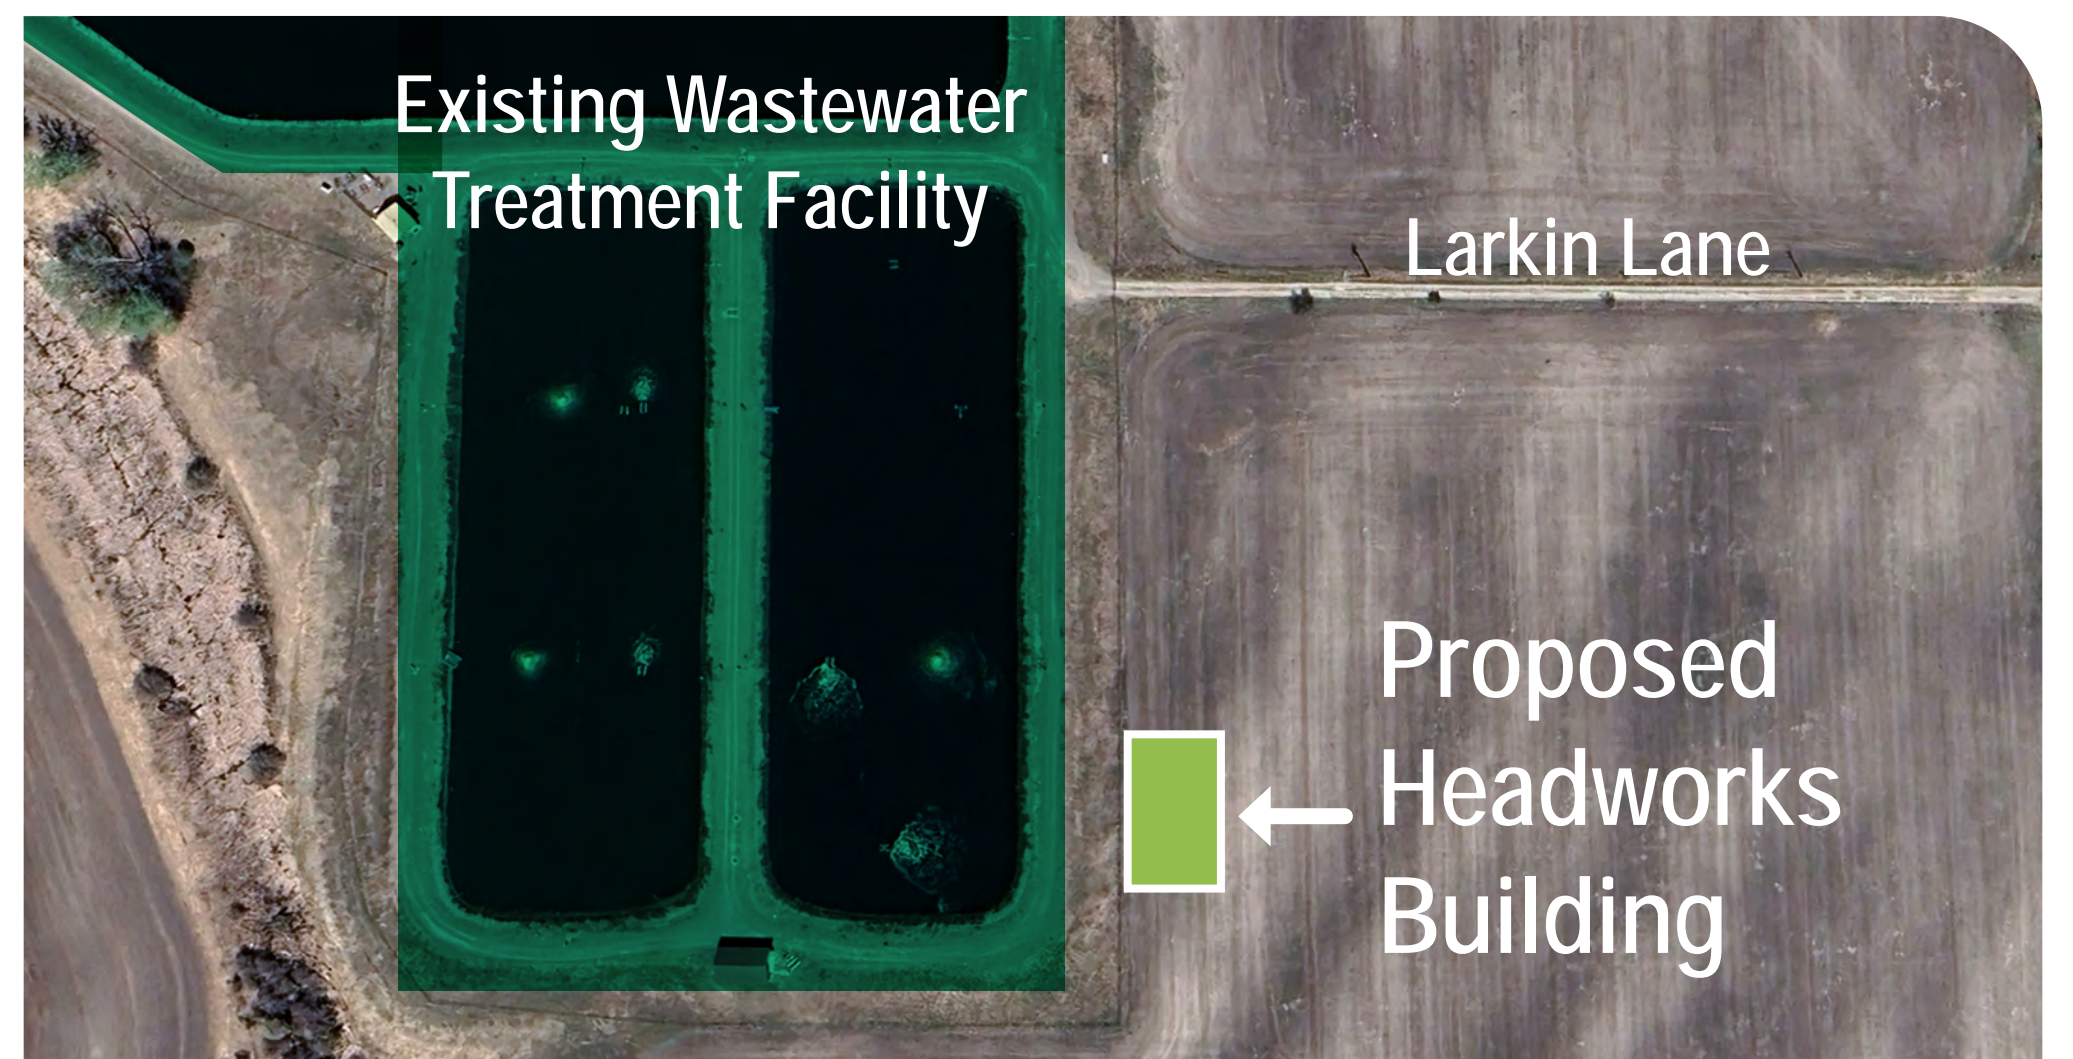 Existing Wastewater
Treatment Facility
Larkin Lane
Proposed
Headworks
Building